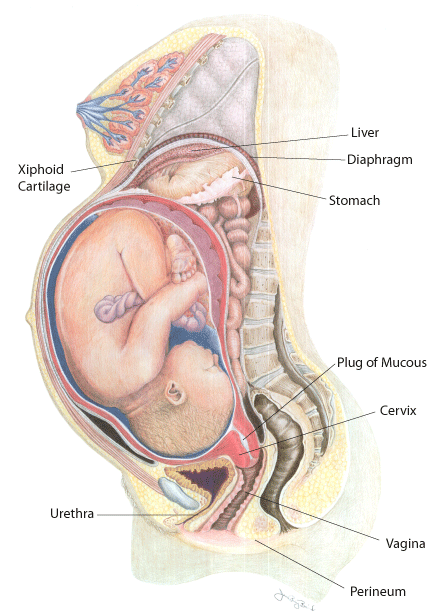 Liver
Diaphragm
Xiphoid
Cartilage
Stomach
Plug of Mucous
Cervix
Urethra
Vagina
Perineum